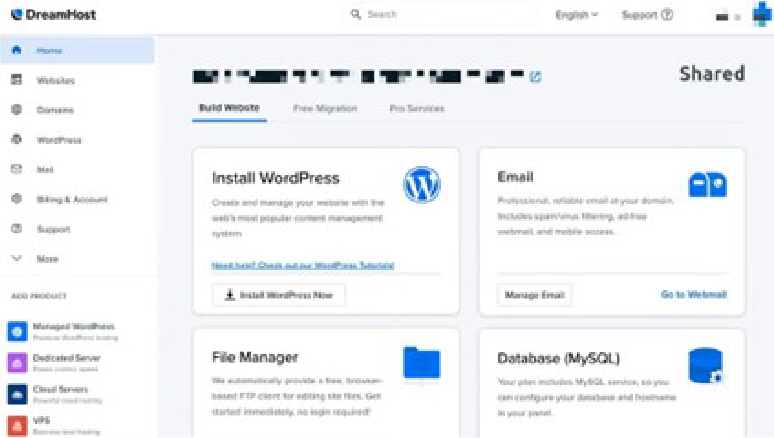 DreamHost
Search
English
Support
Home
Websites
Domains
WordPress
Mail
Billing & Account
Support
More
ADD PRODUCT
Managed WordPress
Premium WordPress hosting
Dedicated Server
Cloud Servers
Powerful cloud hosting
VPS
Business-level hosting
Shared
Build Website
Free Migration
Pro Services
Install WordPress
Create and manage your website with the
web's most popular content management
system
Need help? Check out our WordPress Tutorials!
Install WordPress Now
Email
Professional, reliable email at your domain.
Includes spam/virus filtering, ad-free
webmail, and mobile access.
Manage Email
Go to Webmail
File Manager
We automatically provide a free, browser-
based FTP client for editing site files. Get
started immediately, no login required!
Database (MySQL)
Your plan includes MySQL service, so you
can configure your database and hostname
in your panel.